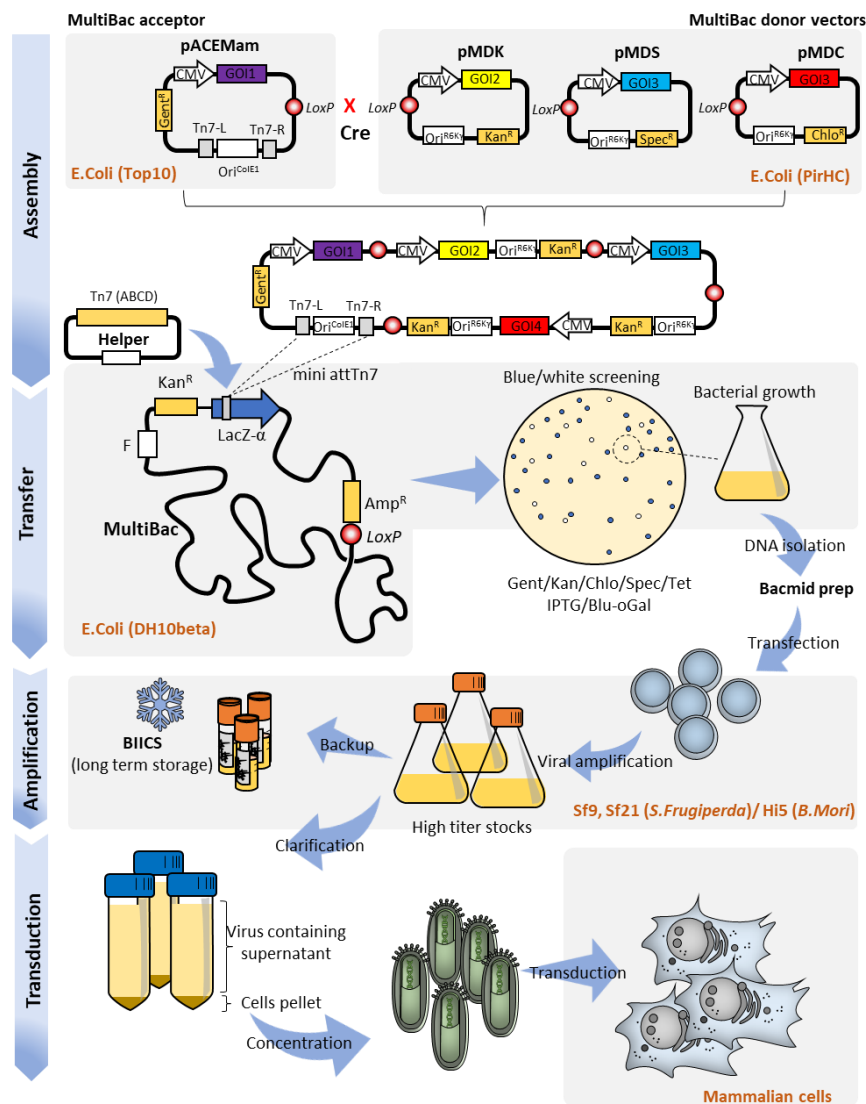 MultiBac acceptor
MultiBac donor vectors
pACEMam
pMDK
pMDS
pMDC
CMV
GOI1
CMV
GOI2
CMV
GOI3
CMV
GOI3
Gent^R
LoxP
X
Cre
LoxP
LoxP
LoxP
Tn7-L
Tn7-R
Ori^ColE1
Ori^R6Kγ
Kan^R
Ori^R6Kγ
Spec^R
Ori^R6Kγ
Chlo^R
E.Coli (Top10)
E.Coli (PirHC)
Assembly
CMV
GOI1
CMV
GOI2
Ori^R6Kγ
Kan^R
CMV
GOI3
Gent^R
Tn7-L
Tn7-R
Ori^ColE1
Kan^R
Ori^R6Kγ
GOI4
CMV
Kan^R
Ori^R6Kγ
Tn7 (ABCD)
Helper
mini attTn7
Transfer
Kan^R
LacZ-α
F
MultiBac
Amp^R
LoxP
E.Coli (DH10beta)
Blue/white screening
Bacterial growth
Gent/Kan/Chlo/Spec/Tet
IPTG/Blu-oGal
DNA isolation
Bacmid prep
Transfection
Amplification
BIICS
(long term storage)
Backup
High titer stocks
Viral amplification
Sf9, Sf21 (S.Frugiperda)/ Hi5 (B.Mori)
Clarification
Transduction
Virus containing
supernatant
Cells pellet
Concentration
Transduction
Mammalian cells